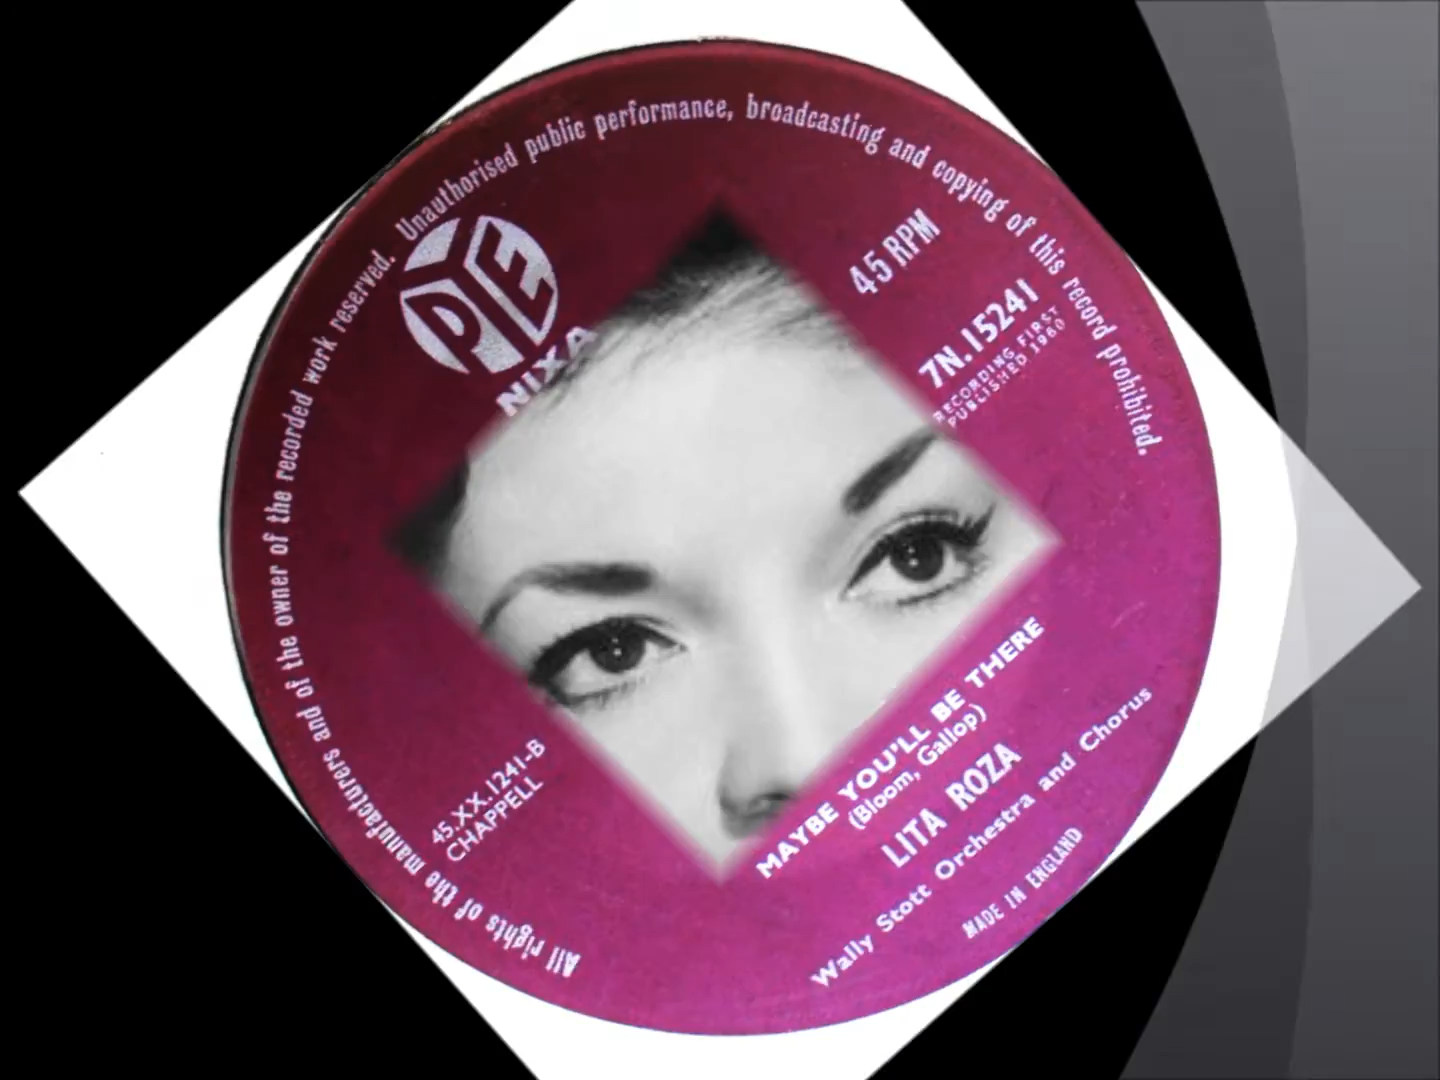 All rights of the manufacturers and of the owner of the recorded work reserved. Unauthorised public performance, broadcasting and copying of this record prohibited.
PYE
NIXA
45 RPM
7N.15241
RECORDING FIRST
PUBLISHED 1960
45.XX.1241-B
CHAPPELL
MAYBE YOU'LL BE THERE
(Bloom, Gallop)
LITA ROZA
Wally Stott Orchestra and Chorus
MADE IN ENGLAND